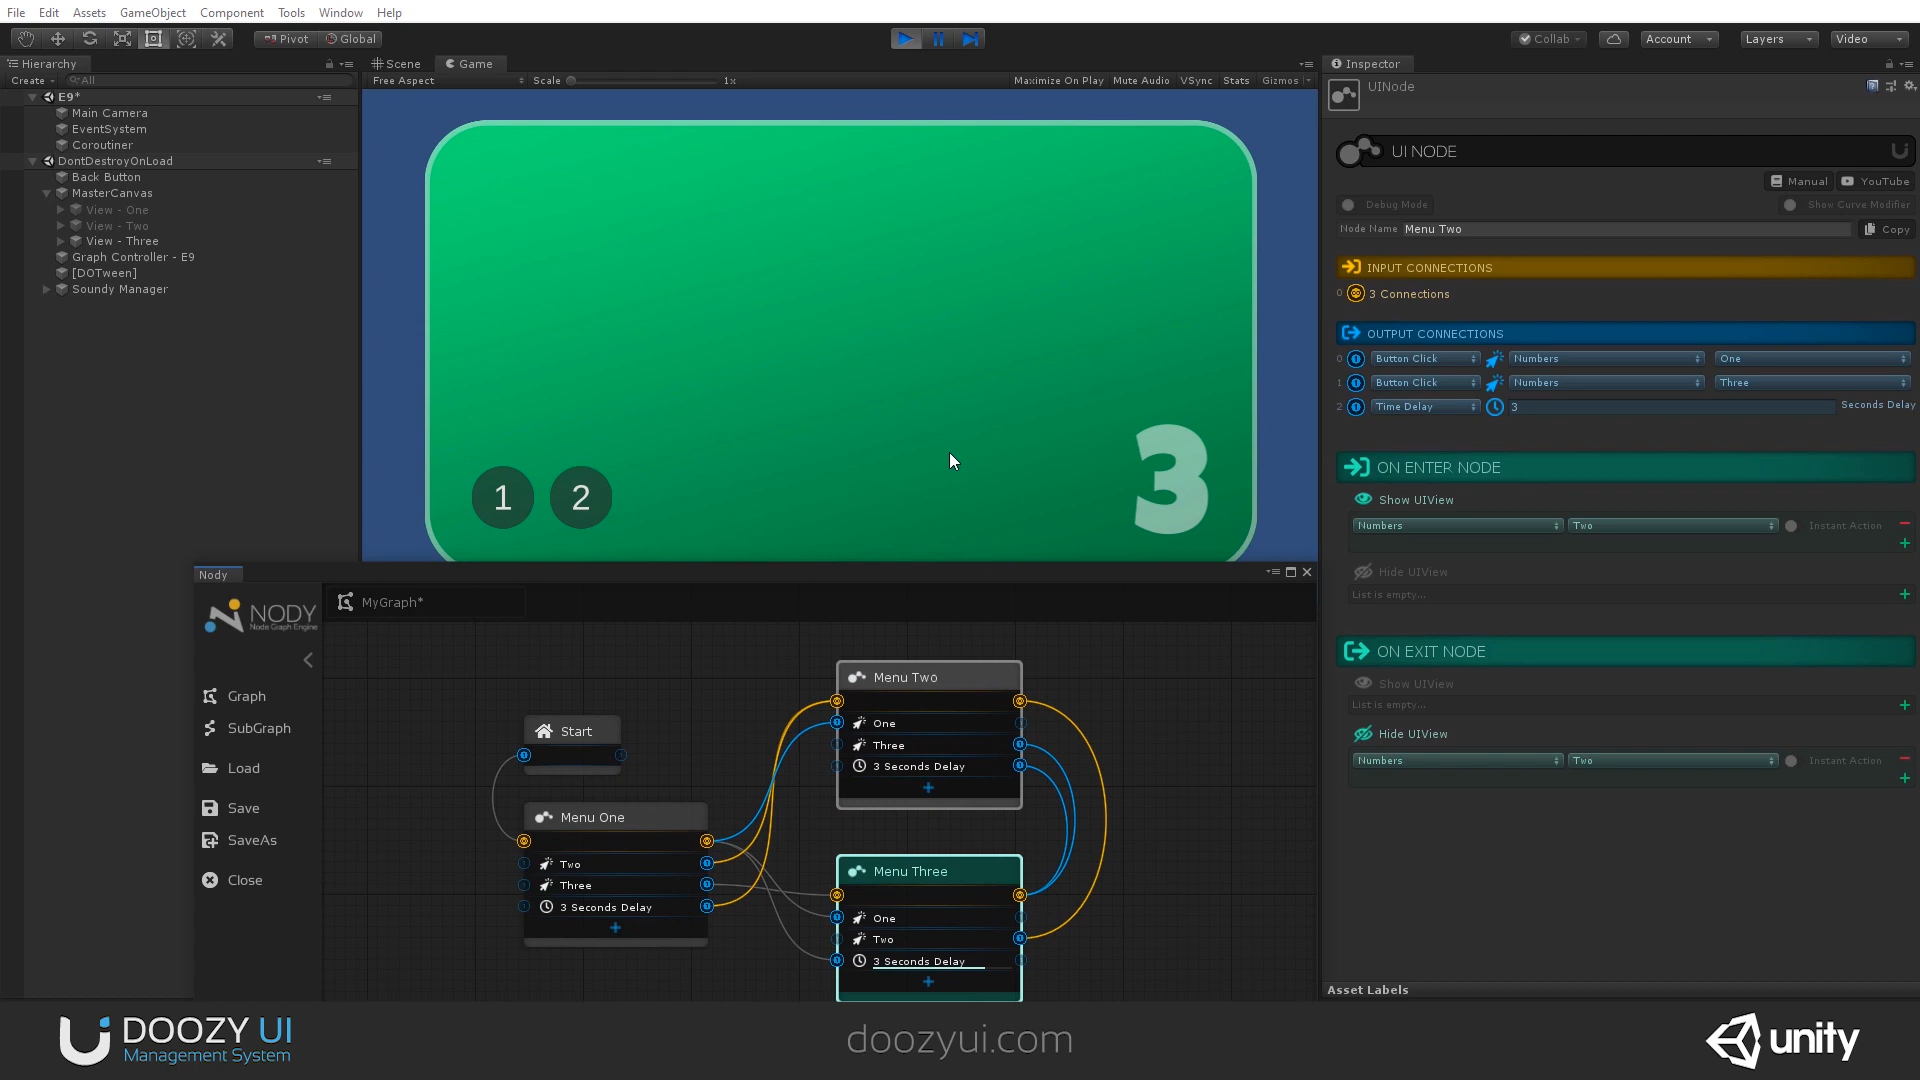 File Edit Assets GameObject Component Tools Window Help
Pivot Global Collab Account Layers Video
Hierarchy Scene Game Inspector
Create All Free Aspect Scale 1x Maximize On Play Mute Audio VSync Stats Gizmos
E9*
Main Camera
EventSystem
Coroutiner
DontDestroyOnLoad
Back Button
MasterCanvas
View - One
View - Two
View - Three
Graph Controller - E9
[DOTween]
Soundy Manager
1 2 3
UINode
UI NODE
Manual YouTube
Debug Mode Show Curve Modifier
Node Name Menu Two Copy
INPUT CONNECTIONS
0 3 Connections
OUTPUT CONNECTIONS
0 Button Click Numbers One
1 Button Click Numbers Three
2 Time Delay 3 Seconds Delay
ON ENTER NODE
Show UIView
Numbers Two Instant Action
Hide UIView
List is empty...
ON EXIT NODE
Show UIView
List is empty...
Hide UIView
Numbers Two Instant Action
Asset Labels
Nody
NODY
Node Graph Engine
MyGraph*
Graph
SubGraph
Load
Save
SaveAs
Close
Start
Menu One
Two
Three
3 Seconds Delay
Menu Two
One
Three
3 Seconds Delay
Menu Three
One
Two
3 Seconds Delay
DOOZY UI
Management System
doozyui.com
unity